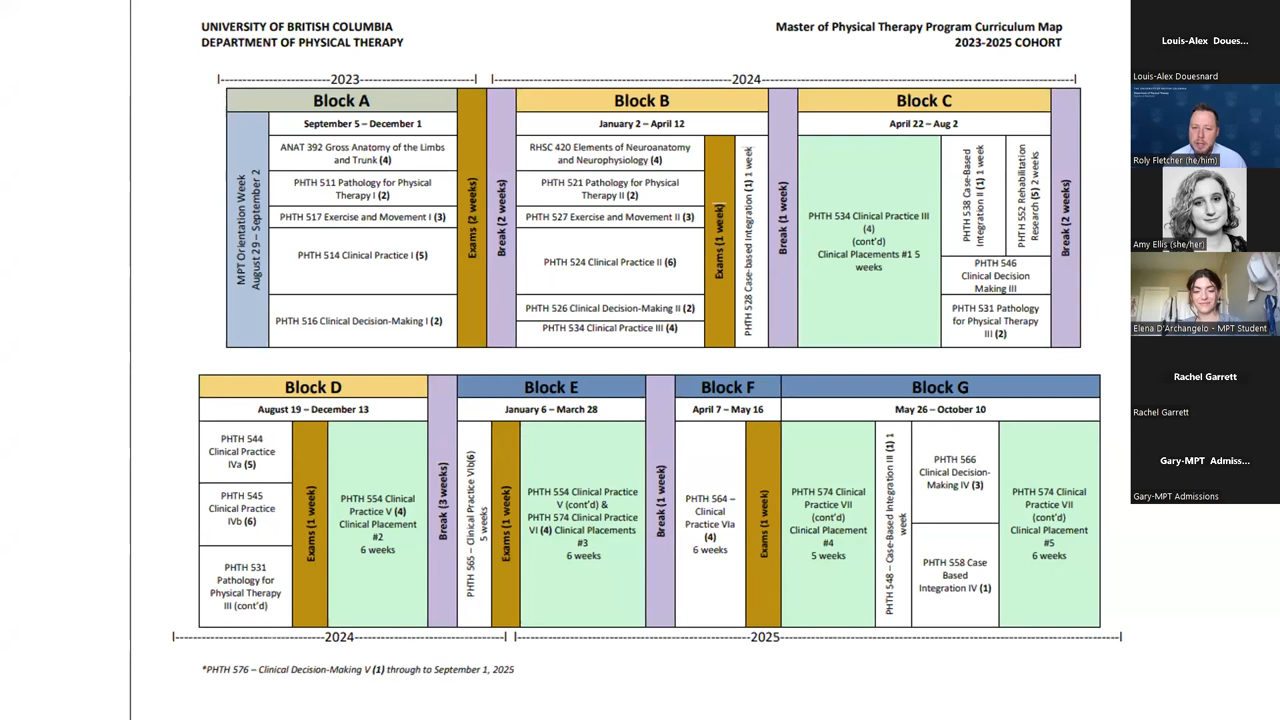 UNIVERSITY OF BRITISH COLUMBIA
DEPARTMENT OF PHYSICAL THERAPY
Master of Physical Therapy Program Curriculum Map
2023-2025 COHORT
2023
2024
Block A
September 5 – December 1
MPT Orientation Week
August 29 - September 2
ANAT 392 Gross Anatomy of the Limbs
and Trunk (4)
PHTH 511 Pathology for Physical
Therapy I (2)
PHTH 517 Exercise and Movement I (3)
PHTH 514 Clinical Practice I (5)
PHTH 516 Clinical Decision-Making I (2)
Exams (2 weeks)
Break (2 weeks)
Block B
January 2 – April 12
RHSC 420 Elements of Neuroanatomy
and Neurophysiology (4)
PHTH 521 Pathology for Physical
Therapy II (2)
PHTH 527 Exercise and Movement II (3)
PHTH 524 Clinical Practice II (6)
PHTH 526 Clinical Decision-Making II (2)
PHTH 534 Clinical Practice III (4)
Exams (1 week)
PHTH 528 Case-based Integration (1) 1 week
Break (1 week)
Block C
April 22 – Aug 2
PHTH 534 Clinical Practice III
(4)
(cont'd)
Clinical Placements #1 5
weeks
PHTH 538 Case-Based
Integration II (1) 1 week
PHTH 552 Rehabilitation
Research (5) 2 weeks
PHTH 546
Clinical Decision
Making III
PHTH 531 Pathology
for Physical Therapy
III (2)
Break (2 weeks)
Block D
August 19 – December 13
PHTH 544
Clinical Practice
IVa (5)
PHTH 545
Clinical Practice
IVb (6)
PHTH 531
Pathology for
Physical Therapy
III (cont'd)
Exams (1 week)
PHTH 554 Clinical
Practice V (4)
Clinical Placement
#2
6 weeks
Break (3 weeks)
Block E
January 6 – March 28
PHTH 565 – Clinical Practice VIb(6)
5 weeks
Exams (1 week)
PHTH 554 Clinical Practice
V (cont'd) &
PHTH 574 Clinical Practice
VI (4) Clinical Placements
#3
6 weeks
Break (1 week)
Block F
April 7 – May 16
PHTH 564 –
Clinical
Practice VIa
(4)
6 weeks
Exams (1 week)
Block G
May 26 – October 10
PHTH 574 Clinical
Practice VII
(cont'd)
Clinical Placement
#4
5 weeks
PHTH 548 – Case-Based Integration III (1) 1
week
PHTH 566
Clinical Decision-
Making IV (3)
PHTH 558 Case
Based
Integration IV (1)
PHTH 574 Clinical
Practice VII
(cont'd)
Clinical Placement
#5
6 weeks
2024
2025
*PHTH 576 – Clinical Decision-Making V (1) through to September 1, 2025
Louis-Alex Doues...
Louis-Alex Douesnard
Roly Fletcher (he/him)
Amy Ellis (she/her)
Elena D'Archangelo - MPT Student
Rachel Garrett
Rachel Garrett
Gary-MPT Admiss...
Gary-MPT Admissions